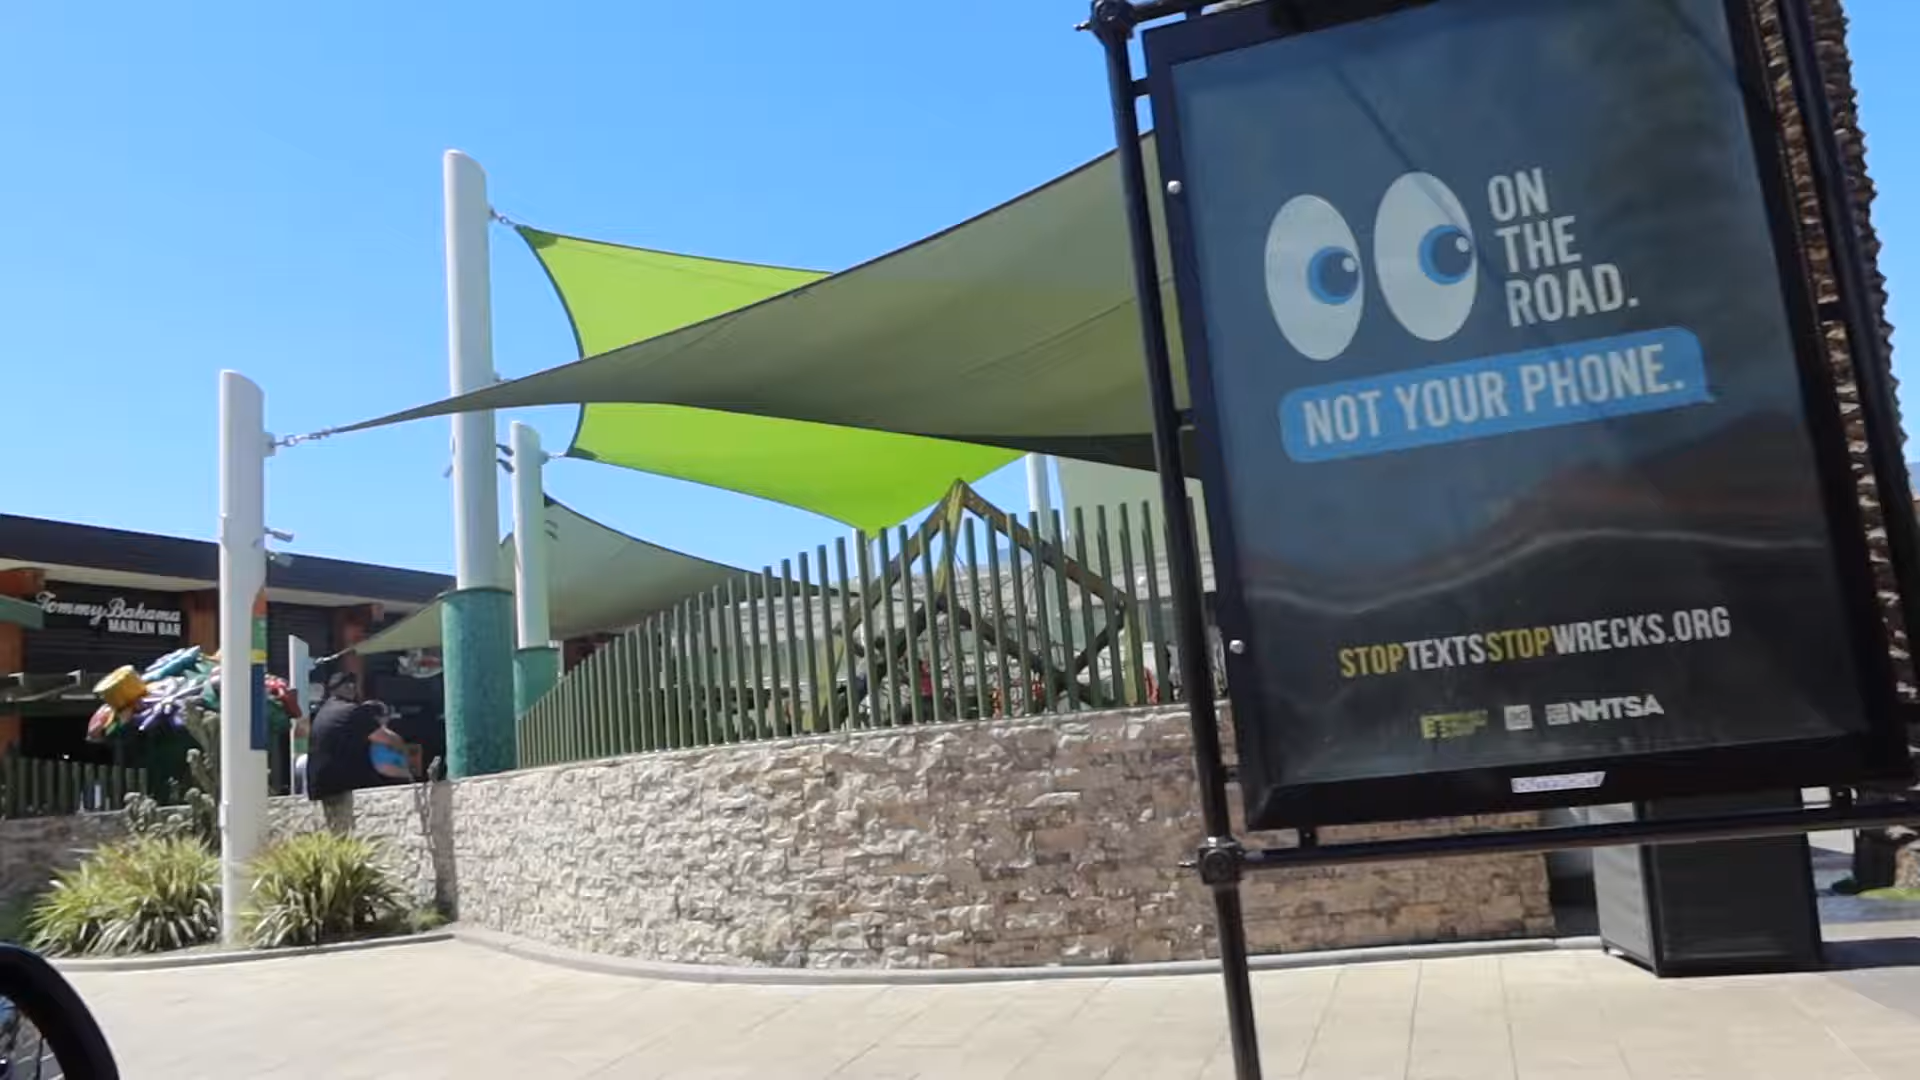 Tommy Bahama
MARLIN BAR
ON
THE
ROAD.
NOT YOUR PHONE.
STOPTEXTSSTOPWRECKS.ORG
NHTSA